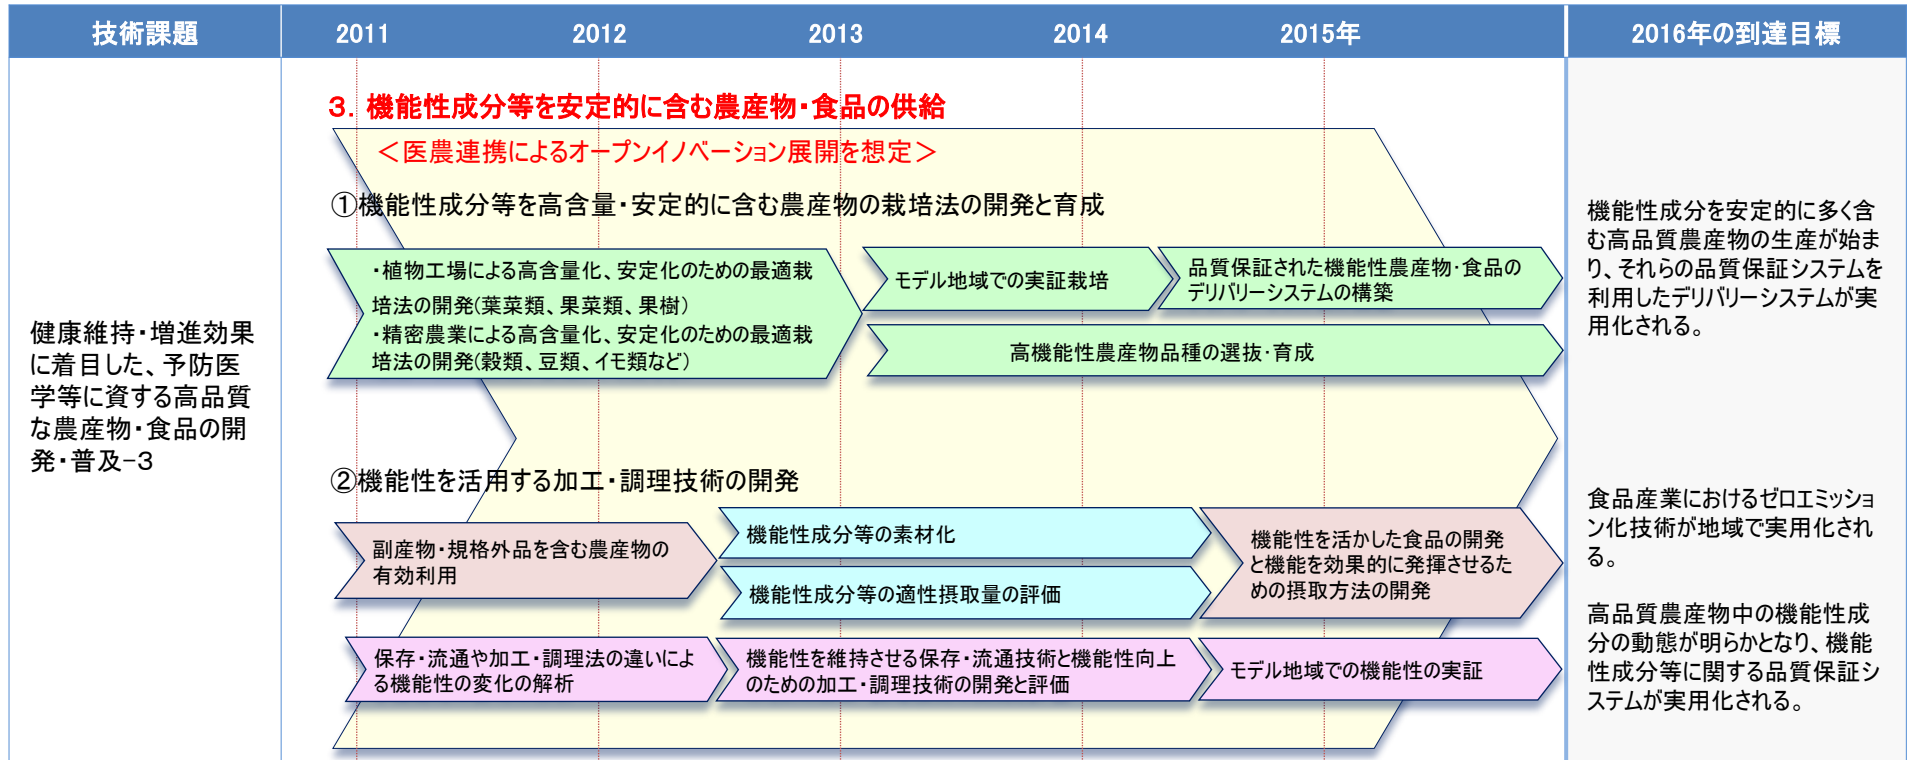 技術課題
2011
2012
2013
2014
2015年
2016年の到達目標
健康維持・増進効果
に着目した、予防医
学等に資する高品質
な農産物・食品の開
発・普及-3
3. 機能性成分等を安定的に含む農産物・食品の供給
＜医農連携によるオープンイノベーション展開を想定＞
①機能性成分等を高含量・安定的に含む農産物の栽培法の開発と育成
・植物工場による高含量化、安定化のための最適栽
培法の開発(葉菜類、果菜類、果樹)
・精密農業による高含量化、安定化のための最適栽
培法の開発(穀類、豆類、イモ類など)
モデル地域での実証栽培
品質保証された機能性農産物・食品の
デリバリーシステムの構築
高機能性農産物品種の選抜・育成
②機能性を活用する加工・調理技術の開発
副産物・規格外品を含む農産物の
有効利用
機能性成分等の素材化
機能性成分等の適性摂取量の評価
機能性を活かした食品の開発
と機能を効果的に発揮させるた
めの摂取方法の開発
保存・流通や加工・調理法の違いによ
る機能性の変化の解析
機能性を維持させる保存・流通技術と機能性向上
のための加工・調理技術の開発と評価
モデル地域での機能性の実証
機能性成分を安定的に多く含
む高品質農産物の生産が始ま
り、それらの品質保証システムを
利用したデリバリーシステムが実
用化される。
食品産業におけるゼロエミッショ
ン化技術が地域で実用化され
る。
高品質農産物中の機能性成
分の動態が明らかとなり、機能
性成分等に関する品質保証シ
ステムが実用化される。